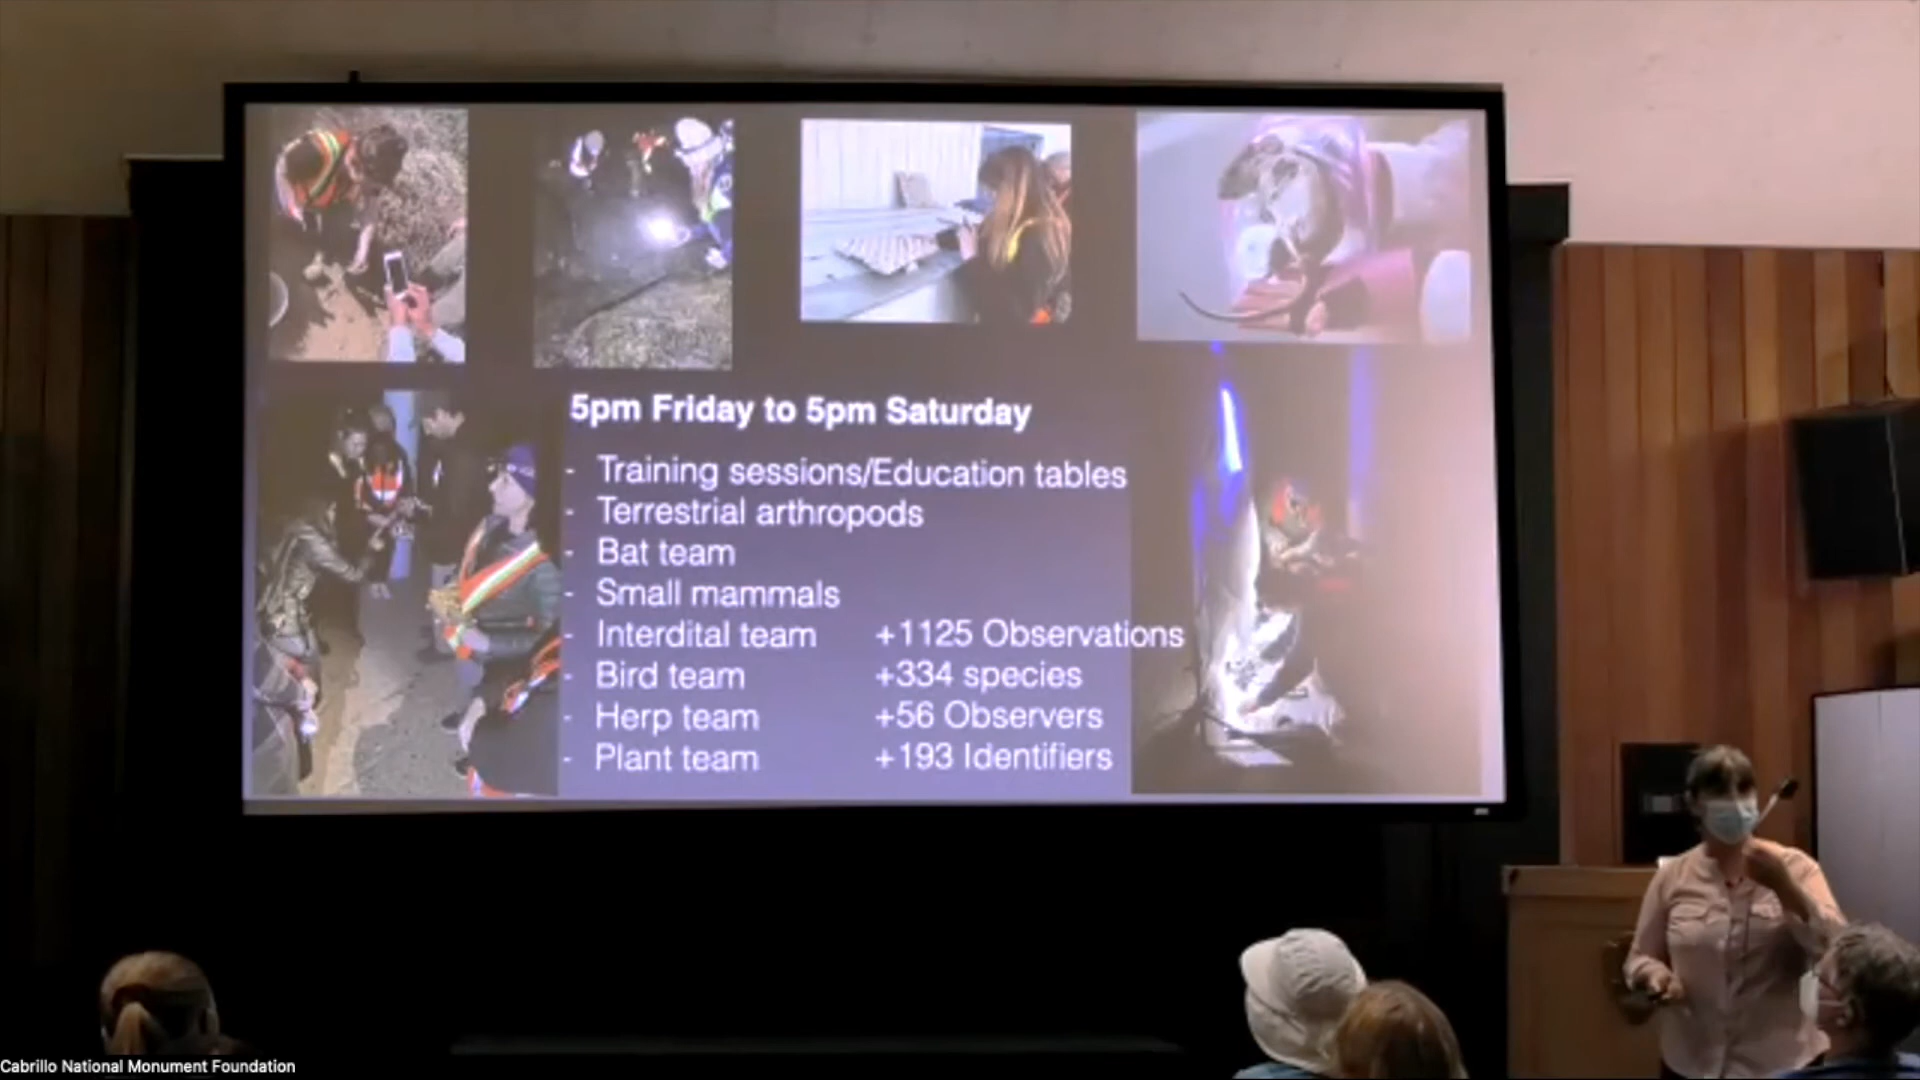 5pm Friday to 5pm Saturday
- Training sessions/Education tables
- Terrestrial arthropods
- Bat team
- Small mammals
- Interdital team +1125 Observations
- Bird team +334 species
- Herp team +56 Observers
- Plant team +193 Identifiers
Cabrillo National Monument Foundation